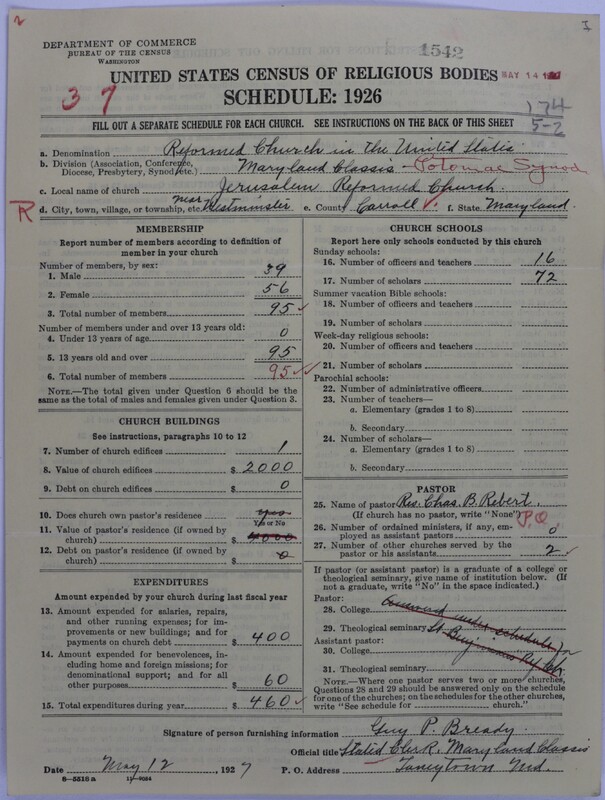 2
I
DEPARTMENT OF COMMERCE
BUREAU OF THE CENSUS
WASHINGTON
1542
UNITED STATES CENSUS OF RELIGIOUS BODIES
MAY 14 1927
37
SCHEDULE: 1926
174
5-2
FILL OUT A SEPARATE SCHEDULE FOR EACH CHURCH. SEE INSTRUCTIONS ON THE BACK OF THIS SHEET
a. Denomination Reformed Church in the United States
b. Division (Association, Conference, Diocese, Presbytery, Synod, etc.) Maryland Classis - Potomac Synod
c. Local name of church Jerusalem Reformed Church.
R d. City, town, village, or township, etc. near Westminster e. County Carroll f. State Maryland
MEMBERSHIP
Report number of members according to definition of
member in your church
Number of members, by sex:
1. Male 39
2. Female 56
3. Total number of members 95
Number of members under and over 13 years old:
4. Under 13 years of age 0
5. 13 years old and over 95
6. Total number of members 95
NOTE.—The total given under Question 6 should be the
same as the total of males and females given under Question 3.
CHURCH BUILDINGS
See instructions, paragraphs 10 to 12
7. Number of church edifices 1
8. Value of church edifices $ 2000
9. Debt on church edifices $ 0
10. Does church own pastor's residence yes
Yes or No
11. Value of pastor's residence (if owned by
church) $ 4000
12. Debt on pastor's residence (if owned by
church) $ 0
EXPENDITURES
Amount expended by your church during last fiscal year
13. Amount expended for salaries, repairs,
and other running expenses; for im-
provements or new buildings; and for
payments on church debt $ 400
14. Amount expended for benevolences, in-
cluding home and foreign missions; for
denominational support; and for all
other purposes $ 60
15. Total expenditures during year $ 460
CHURCH SCHOOLS
Report here only schools conducted by this church
Sunday schools:
16. Number of officers and teachers 16
17. Number of scholars 72
Summer vacation Bible schools:
18. Number of officers and teachers
19. Number of scholars
Week-day religious schools:
20. Number of officers and teachers
21. Number of scholars
Parochial schools:
22. Number of administrative officers
23. Number of teachers—
a. Elementary (grades 1 to 8)
b. Secondary
24. Number of scholars—
a. Elementary (grades 1 to 8)
b. Secondary
PASTOR
25. Name of pastor Rev. Chas. B. Rebert.
(If church has no pastor, write "None") P.O
26. Number of ordained ministers, if any, em-
ployed as assistant pastors 0
27. Number of other churches served by the
pastor or his assistants 2
If pastor (or assistant pastor) is a graduate of a college or
theological seminary, give name of institution below. (If
not a graduate, write "No" in the space indicated.)
Pastor:
28. College Answered under schedule for
29. Theological seminary St. Benjamins Ref. Ch.
Assistant pastor:
30. College
31. Theological seminary
NOTE.—Where one pastor serves two or more churches,
Questions 28 and 29 should be answered only on the schedule
for one of the churches; on the schedules for the other churches,
write "See schedule for church."
Signature of person furnishing information Guy P. Bready
Official title Stated Clerk, Maryland Classis
Date May 12, 1927 P. O. Address Taneytown Md.
8-5516 a